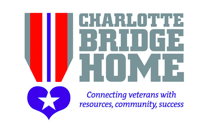 CHARLOTTE
BRIDGE
HOME
Connecting veterans with
resources, community, success